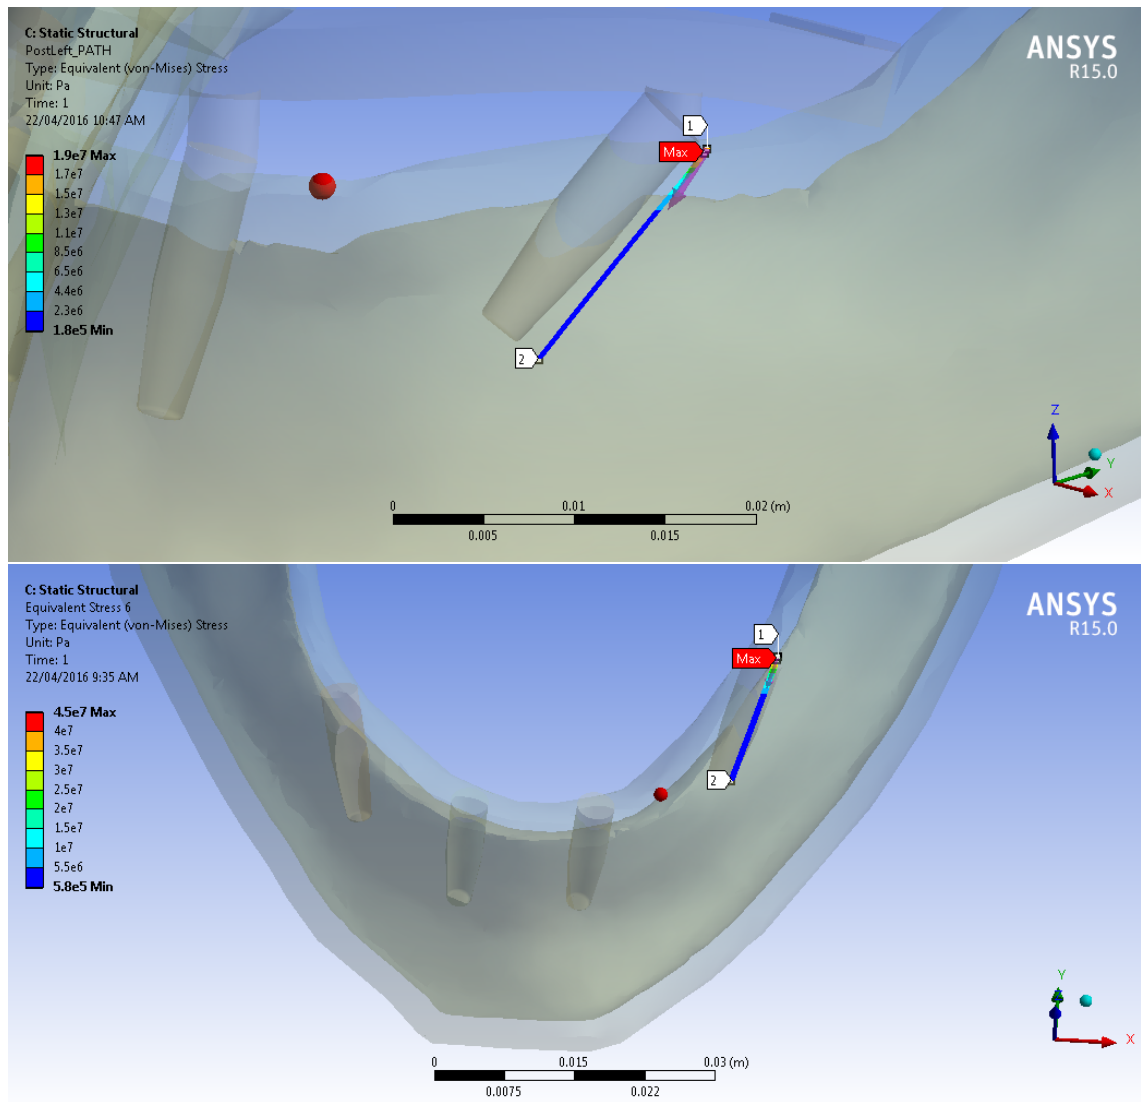 C: Static Structural
PostLeft_PATH
Type: Equivalent (von-Mises) Stress
Unit: Pa
Time: 1
22/04/2016 10:47 AM
ANSYS
R15.0
1.9e7 Max
1.7e7
1.5e7
1.3e7
1.1e7
8.5e6
6.5e6
4.4e6
2.3e6
1.8e5 Min
1
Max
2
Z
Y
X
0 0.01 0.02 (m)
0.005 0.015
C: Static Structural
Equivalent Stress 6
Type: Equivalent (von-Mises) Stress
Unit: Pa
Time: 1
22/04/2016 9:35 AM
ANSYS
R15.0
4.5e7 Max
4e7
3.5e7
3e7
2.5e7
2e7
1.5e7
1e7
5.5e6
5.8e5 Min
1
Max
2
Y
X
0 0.015 0.03 (m)
0.0075 0.022